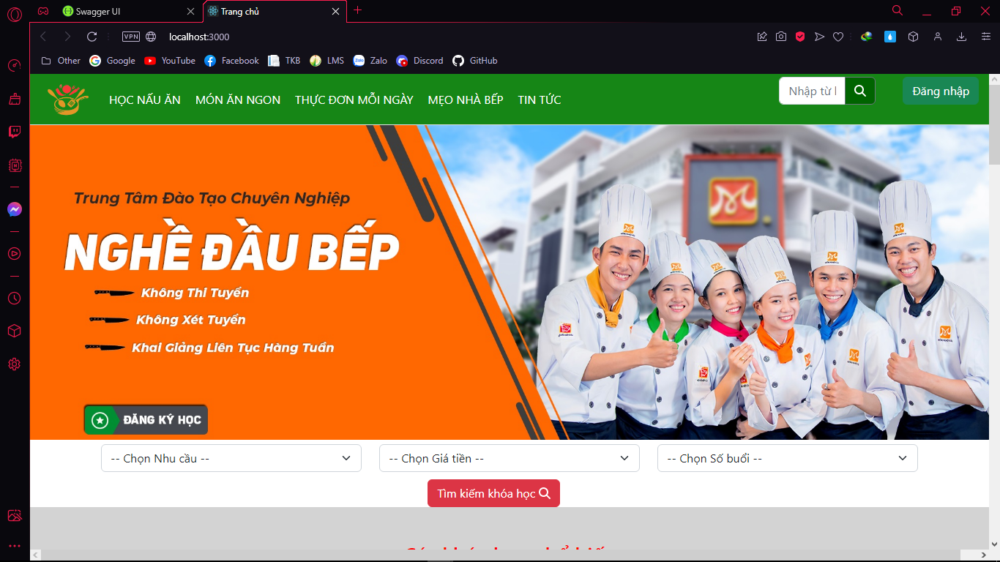 Swagger UI
Trang chủ
VPN
localhost:3000
Other
Google
YouTube
Facebook
TKB
LMS
Zalo
Discord
GitHub
HỌC NẤU ĂN
MÓN ĂN NGON
THỰC ĐƠN MỖI NGÀY
MẸO NHÀ BẾP
TIN TỨC
Nhập từ
Đăng nhập
Trung Tâm Đào Tạo Chuyên Nghiệp
NGHỀ ĐẦU BẾP
Không Thi Tuyển
Không Xét Tuyển
Khai Giảng Liên Tục Hàng Tuần
ĐĂNG KÝ HỌC
-- Chọn Nhu cầu --
-- Chọn Giá tiền --
-- Chọn Số buổi --
Tìm kiếm khóa học